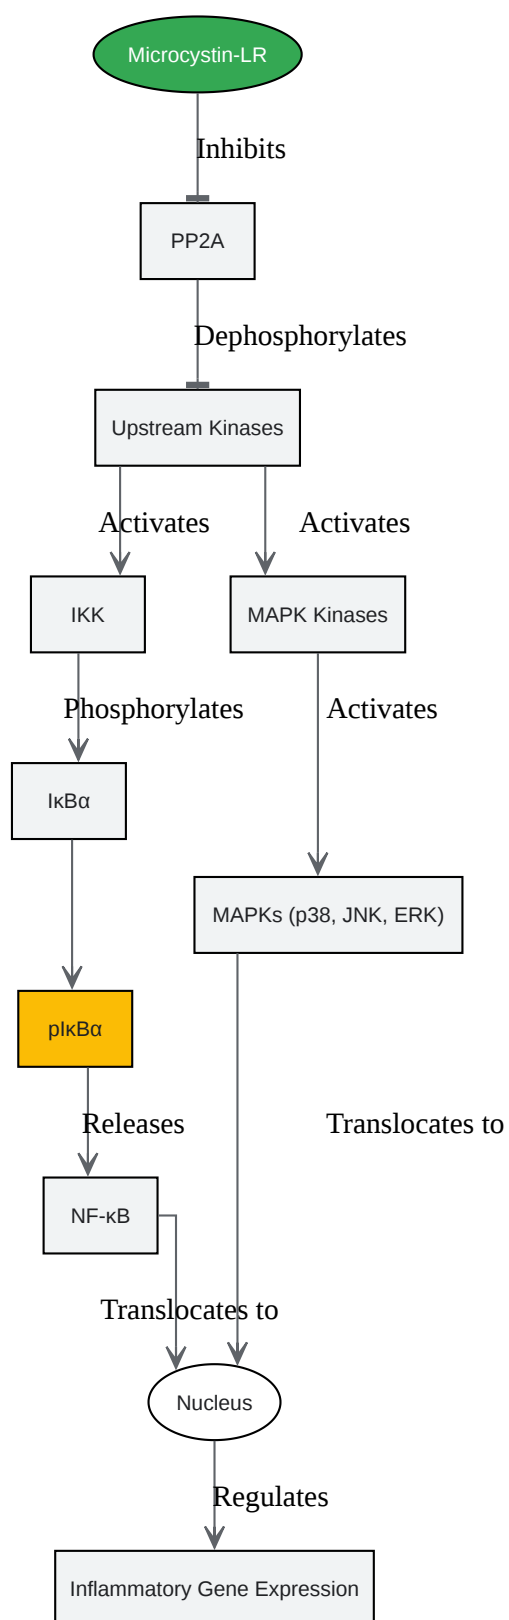 Microcystin-LR
Inhibits
PP2A
Dephosphorylates
Upstream Kinases
Activates
Activates
IKK
MAPK Kinases
Phosphorylates
Activates
IκBα
MAPKs (p38, JNK, ERK)
pIκBα
Releases
Translocates to
NF-κB
Translocates to
Nucleus
Regulates
Inflammatory Gene Expression